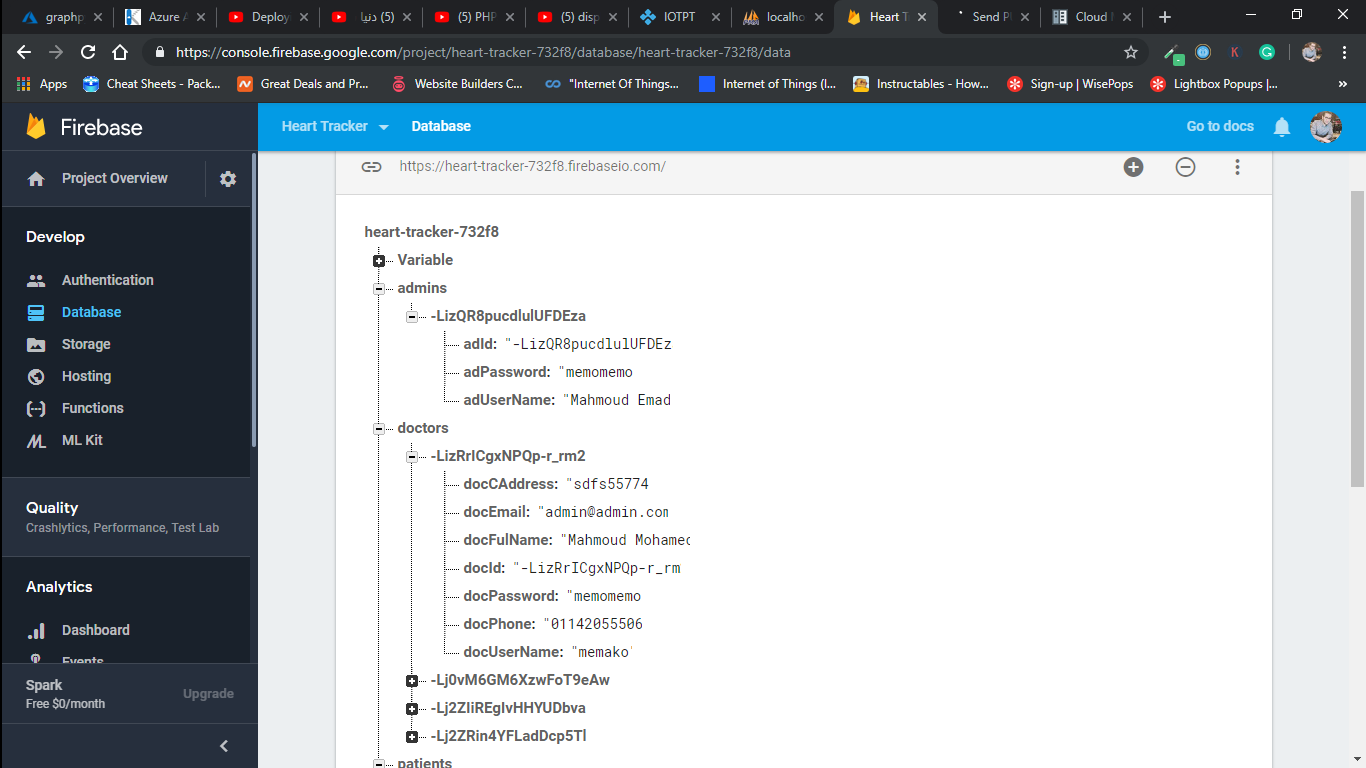 graphp
Azure A
Deploy
(5) دنيا
(5) PHP
(5) disp
IOTPT
localho
Heart T
Send P
Cloud M
https://console.firebase.google.com/project/heart-tracker-732f8/database/heart-tracker-732f8/data
Apps
Cheat Sheets - Pack...
Great Deals and Pr...
Website Builders C...
"Internet Of Things...
Internet of Things (I...
Instructables - How...
Sign-up | WisePops
Lightbox Popups |...
»
Firebase
Heart Tracker
Database
Go to docs
Project Overview
https://heart-tracker-732f8.firebaseio.com/
Develop
Authentication
Database
Storage
Hosting
Functions
ML Kit
Quality
Crashlytics, Performance, Test Lab
Analytics
Dashboard
Events
Spark
Free $0/month
Upgrade
heart-tracker-732f8
Variable
admins
-LizQR8pucdlulUFDEza
adId: "-LizQR8pucdlulUFDEz
adPassword: "memomemo
adUserName: "Mahmoud Emad
doctors
-LizRrICgxNPQp-r_rm2
docCAddress: "sdfs55774
docEmail: "admin@admin.com
docFulName: "Mahmoud Mohamed
docId: "-LizRrICgxNPQp-r_rm
docPassword: "memomemo
docPhone: "01142055506
docUserName: "memako"
-Lj0vM6GM6XzwFoT9eAw
-Lj2ZIiREgIvHHYUDbva
-Lj2ZRin4YFLadDcp5Tl
patients